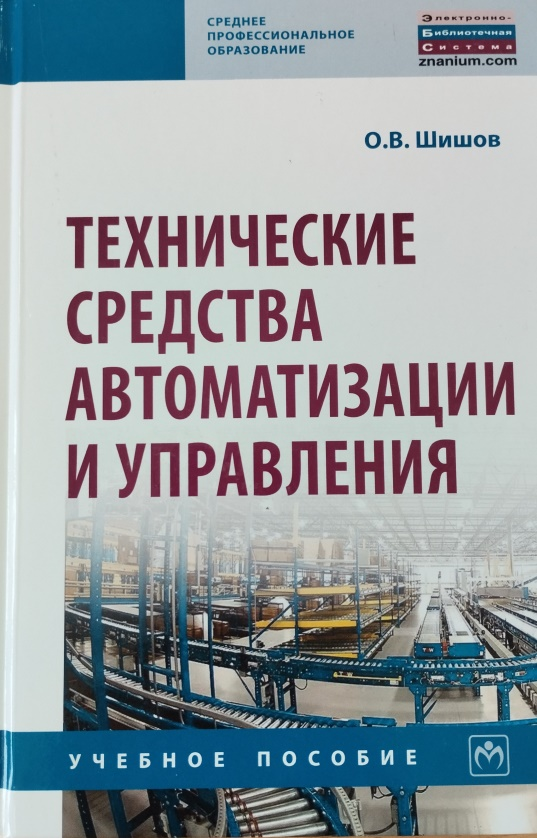 СРЕДНЕЕ
ПРОФЕССИОНАЛЬНОЕ
ОБРАЗОВАНИЕ
Электронно-
Библиотечная
Система
znanium.com
О.В. Шишов
ТЕХНИЧЕСКИЕ
СРЕДСТВА
АВТОМАТИЗАЦИИ
И УПРАВЛЕНИЯ
УЧЕБНОЕ ПОСОБИЕ